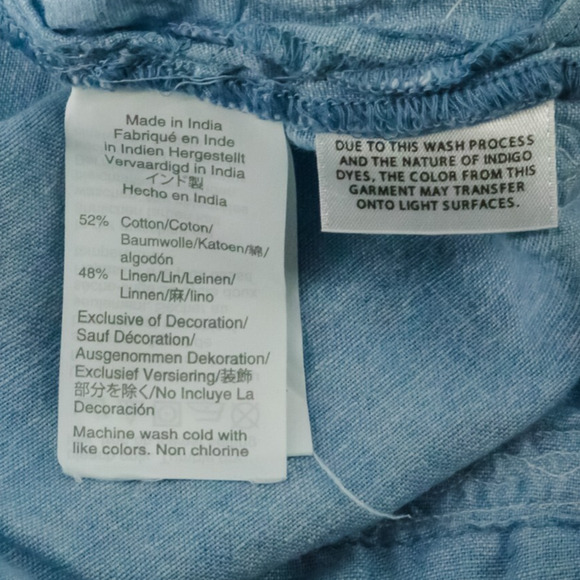 Made in India
Fabriqué en Inde
in Indien Hergestellt
Vervaardigd in India
インド製
Hecho en India
52% Cotton/Coton/
Baumwolle/Katoen/綿/
algodón
48% Linen/Lin/Leinen/
Linnen/麻/lino
Exclusive of Decoration/
Sauf Décoration/
Ausgenommen Dekoration/
Exclusief Versiering/装飾
部分を除く/No Incluye La
Decoración
Machine wash cold with
like colors. Non chlorine
DUE TO THIS WASH PROCESS
AND THE NATURE OF INDIGO
DYES, THE COLOR FROM THIS
GARMENT MAY TRANSFER
ONTO LIGHT SURFACES.